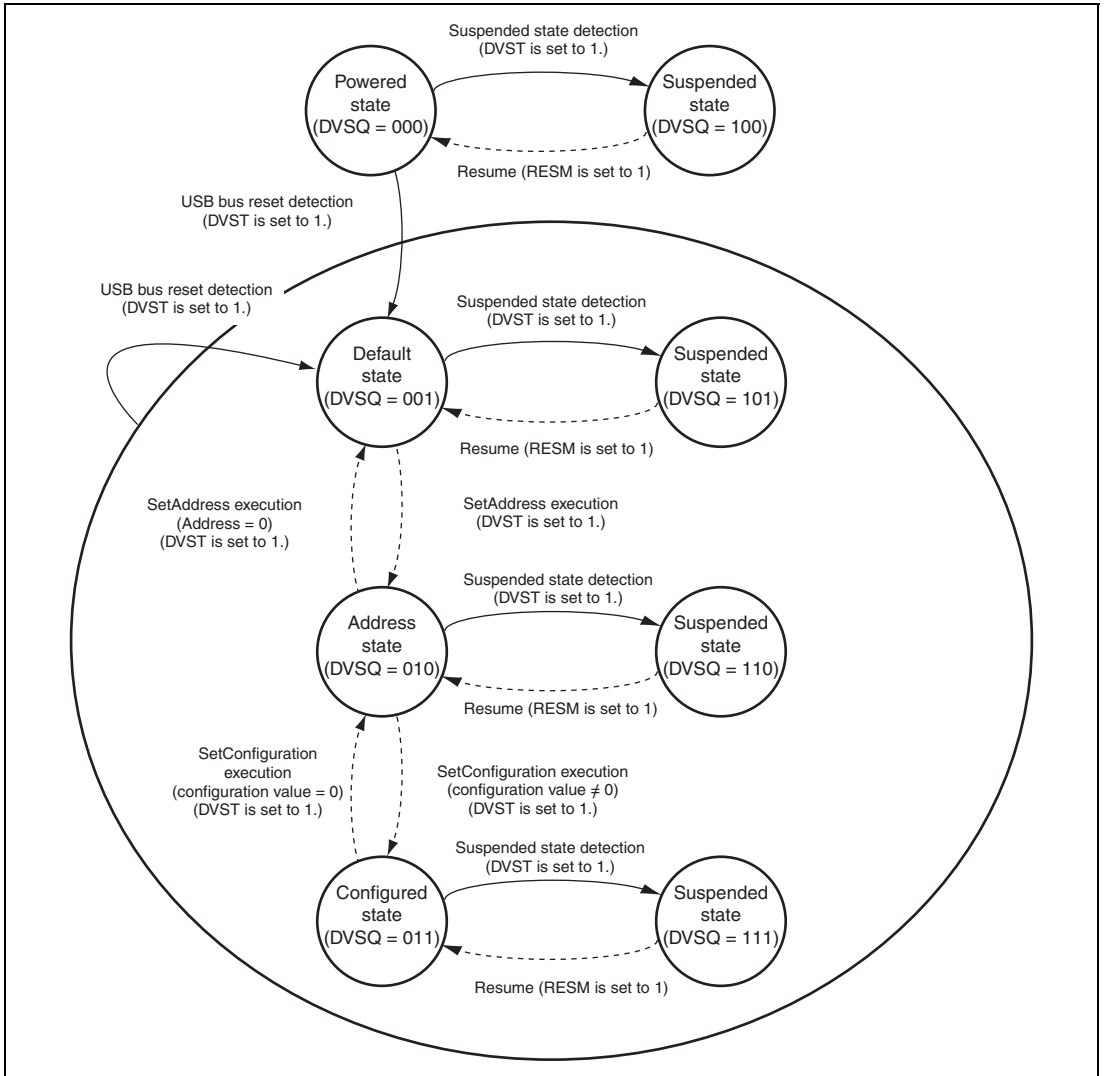 Suspended state detection
(DVST is set to 1.)
Powered
state
(DVSQ = 000)
Suspended
state
(DVSQ = 100)
Resume (RESM is set to 1)
USB bus reset detection
(DVST is set to 1.)
USB bus reset detection
(DVST is set to 1.)
Suspended state detection
(DVST is set to 1.)
Default
state
(DVSQ = 001)
Suspended
state
(DVSQ = 101)
Resume (RESM is set to 1)
SetAddress execution
(Address = 0)
(DVST is set to 1.)
SetAddress execution
(DVST is set to 1.)
Suspended state detection
(DVST is set to 1.)
Address
state
(DVSQ = 010)
Suspended
state
(DVSQ = 110)
Resume (RESM is set to 1)
SetConfiguration
execution
(configuration value = 0)
(DVST is set to 1.)
SetConfiguration execution
(configuration value ≠ 0)
(DVST is set to 1.)
Suspended state detection
(DVST is set to 1.)
Configured
state
(DVSQ = 011)
Suspended
state
(DVSQ = 111)
Resume (RESM is set to 1)